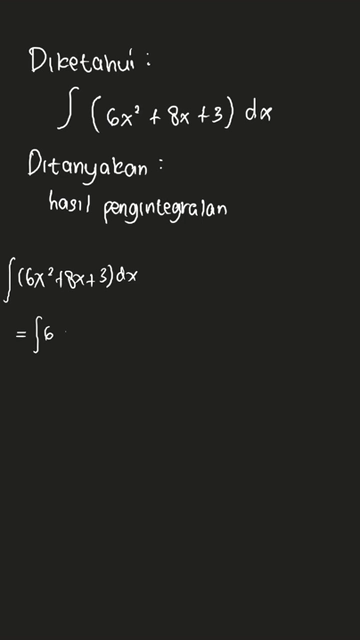 Diketahui :
∫ (6x² + 8x + 3) dx
Ditanyakan :
hasil pengintegralan
∫(6x²+8x+3)dx
= ∫6